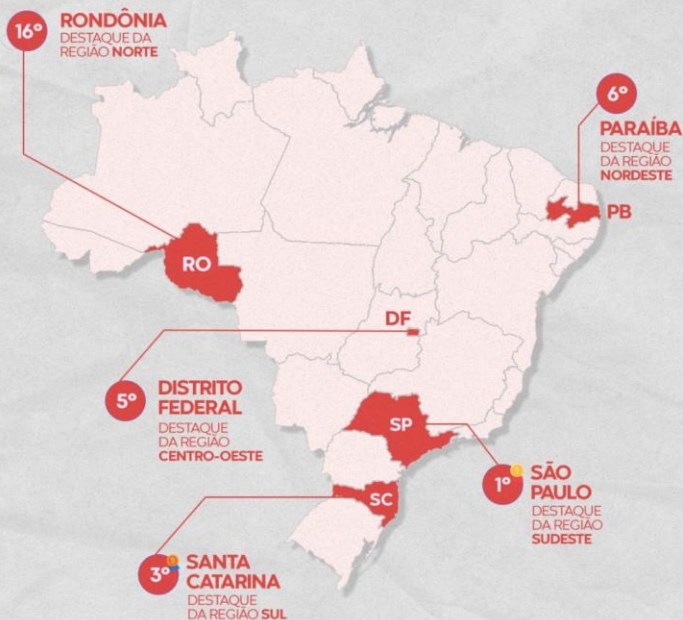 16º
RONDÔNIA
DESTAQUE DA
REGIÃO NORTE
6º
PARAÍBA
DESTAQUE
DA REGIÃO
NORDESTE
PB
RO
DF
5º
DISTRITO
FEDERAL
DESTAQUE
DA REGIÃO
CENTRO-OESTE
SP
1º
SÃO
PAULO
DESTAQUE
DA REGIÃO
SUDESTE
SC
3º
SANTA
CATARINA
DESTAQUE
DA REGIÃO SUL